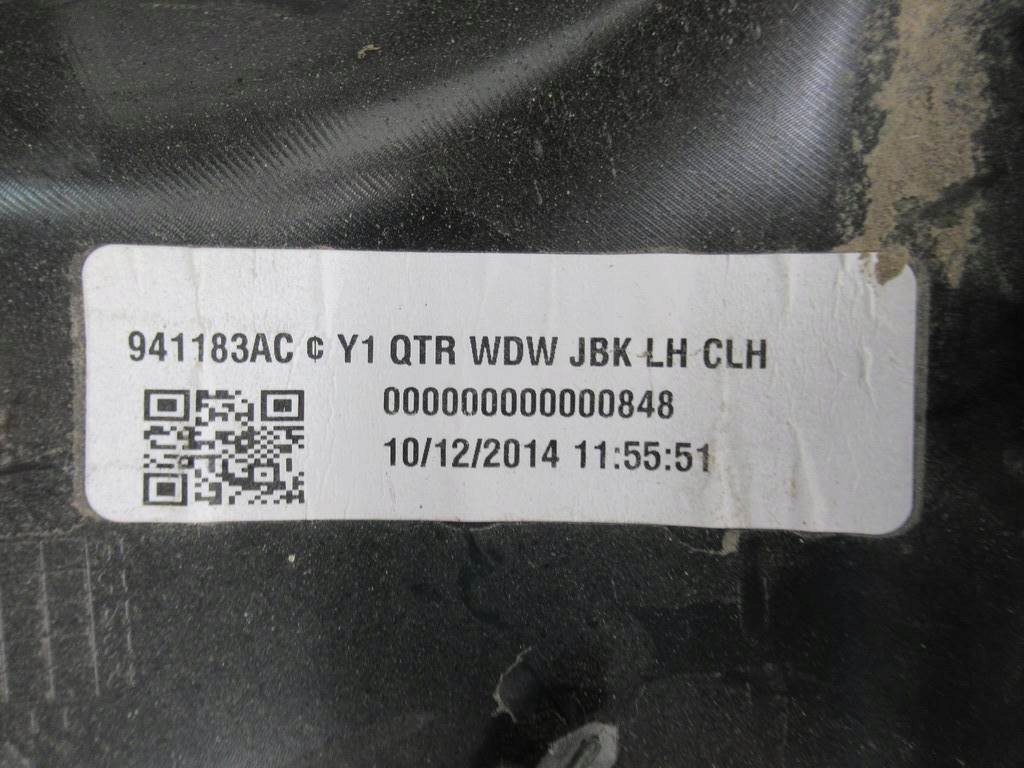 941183AC ¢ Y1 QTR WDW JBK LH CLH
000000000000848
10/12/2014 11:55:51